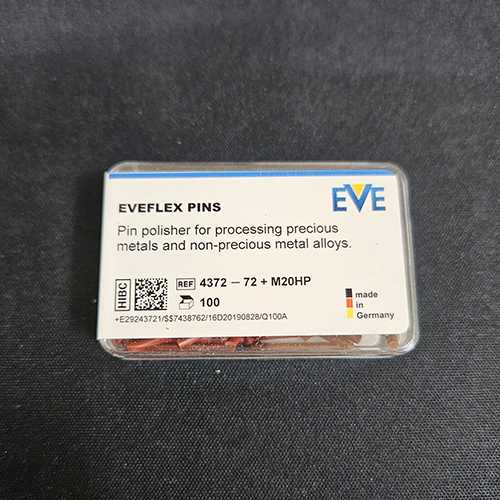 EVE
EVEFLEX PINS
Pin polisher for processing precious
metals and non-precious metal alloys.
HIBC
REF 4372 – 72 + M20HP
100
made
in
Germany
+E29243721/$$7438762/16D20190828/Q100A